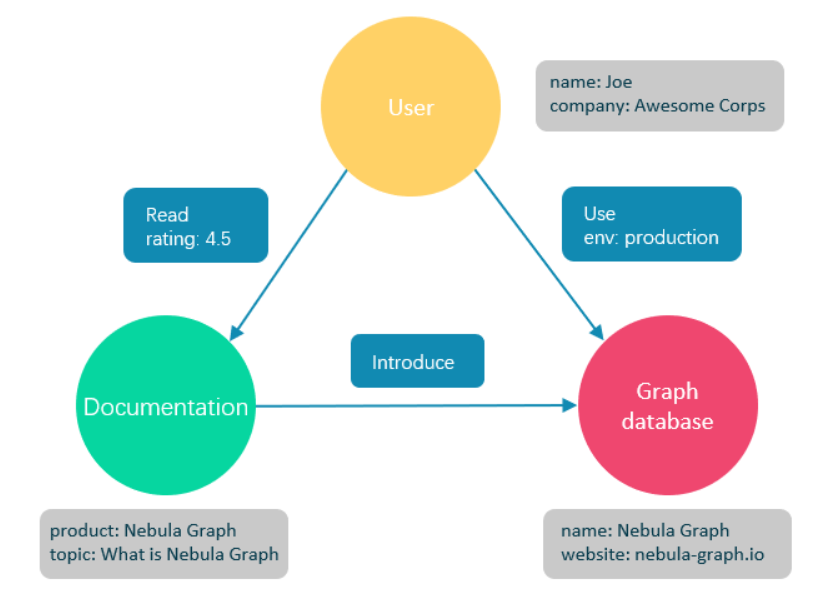 User
name: Joe
company: Awesome Corps
Read
rating: 4.5
Use
env: production
Introduce
Documentation
Graph
database
product: Nebula Graph
topic: What is Nebula Graph
name: Nebula Graph
website: nebula-graph.io